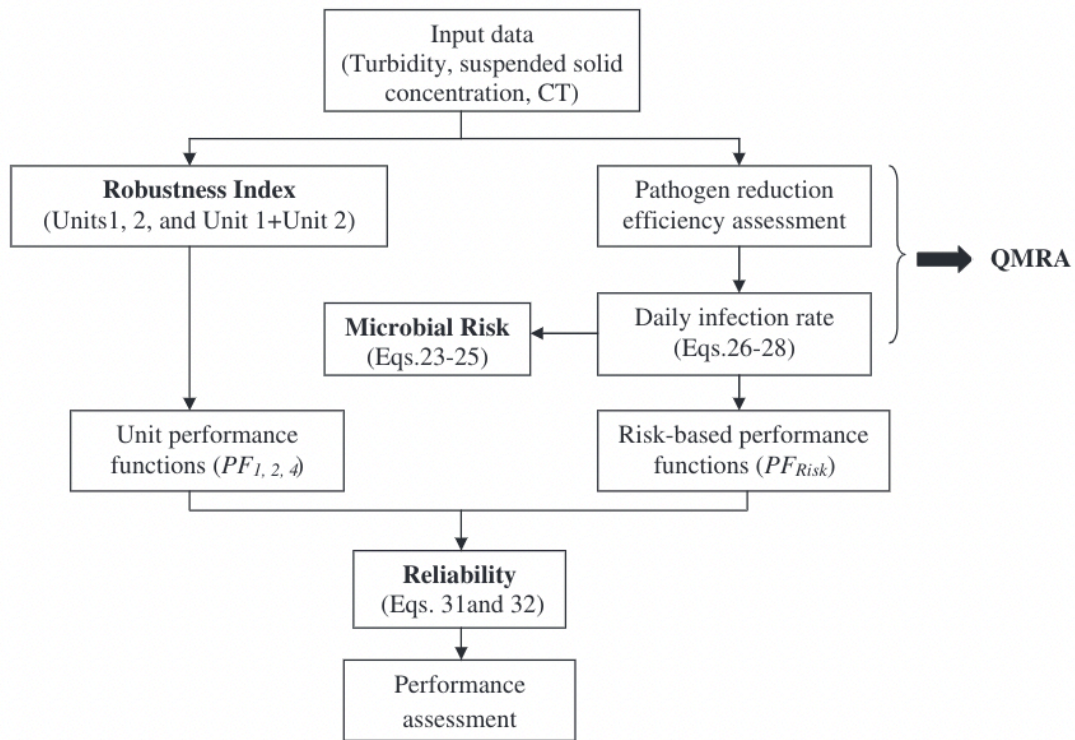 Input data
(Turbidity, suspended solid
concentration, CT)
Robustness Index
(Units1, 2, and Unit 1+Unit 2)
Pathogen reduction
efficiency assessment
QMRA
Microbial Risk
(Eqs.23-25)
Daily infection rate
(Eqs.26-28)
Unit performance
functions (PF1, 2, 4)
Risk-based performance
functions (PFRisk)
Reliability
(Eqs. 31and 32)
Performance
assessment